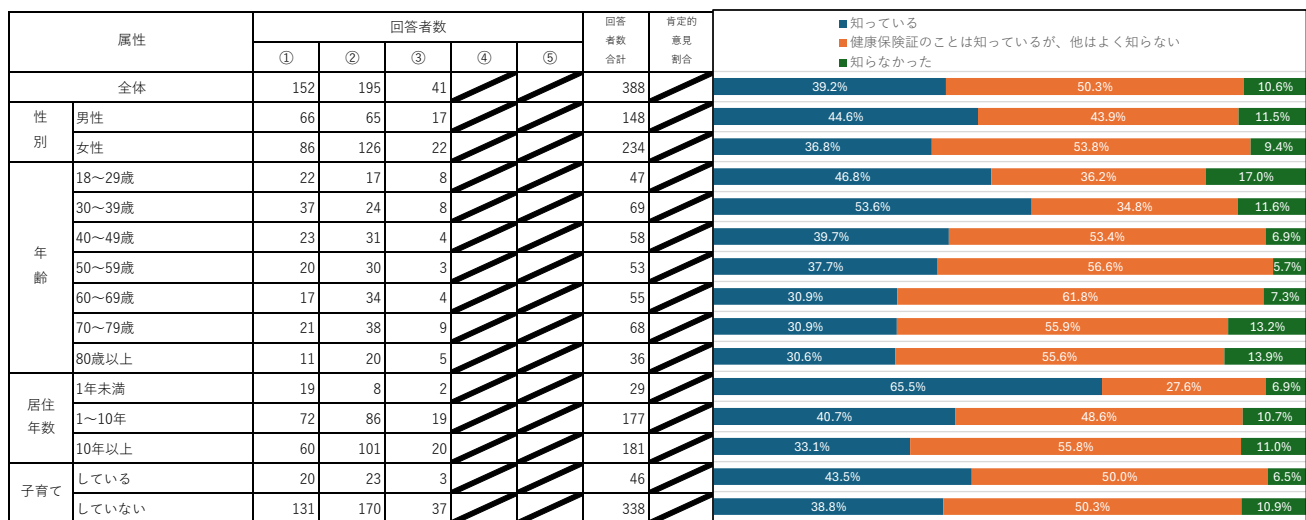 属性 回答者数 回答者数合計 肯定的意見割合
① ② ③ ④ ⑤
■知っている
■健康保険証のことは知っているが、他はよく知らない
■知らなかった
全体 152 195 41 388 39.2% 50.3% 10.6%
性別
男性 66 65 17 148 44.6% 43.9% 11.5%
女性 86 126 22 234 36.8% 53.8% 9.4%
年齢
18～29歳 22 17 8 47 46.8% 36.2% 17.0%
30～39歳 37 24 8 69 53.6% 34.8% 11.6%
40～49歳 23 31 4 58 39.7% 53.4% 6.9%
50～59歳 20 30 3 53 37.7% 56.6% 5.7%
60～69歳 17 34 4 55 30.9% 61.8% 7.3%
70～79歳 21 38 9 68 30.9% 55.9% 13.2%
80歳以上 11 20 5 36 30.6% 55.6% 13.9%
居住年数
1年未満 19 8 2 29 65.5% 27.6% 6.9%
1～10年 72 86 19 177 40.7% 48.6% 10.7%
10年以上 60 101 20 181 33.1% 55.8% 11.0%
子育て
している 20 23 3 46 43.5% 50.0% 6.5%
していない 131 170 37 338 38.8% 50.3% 10.9%